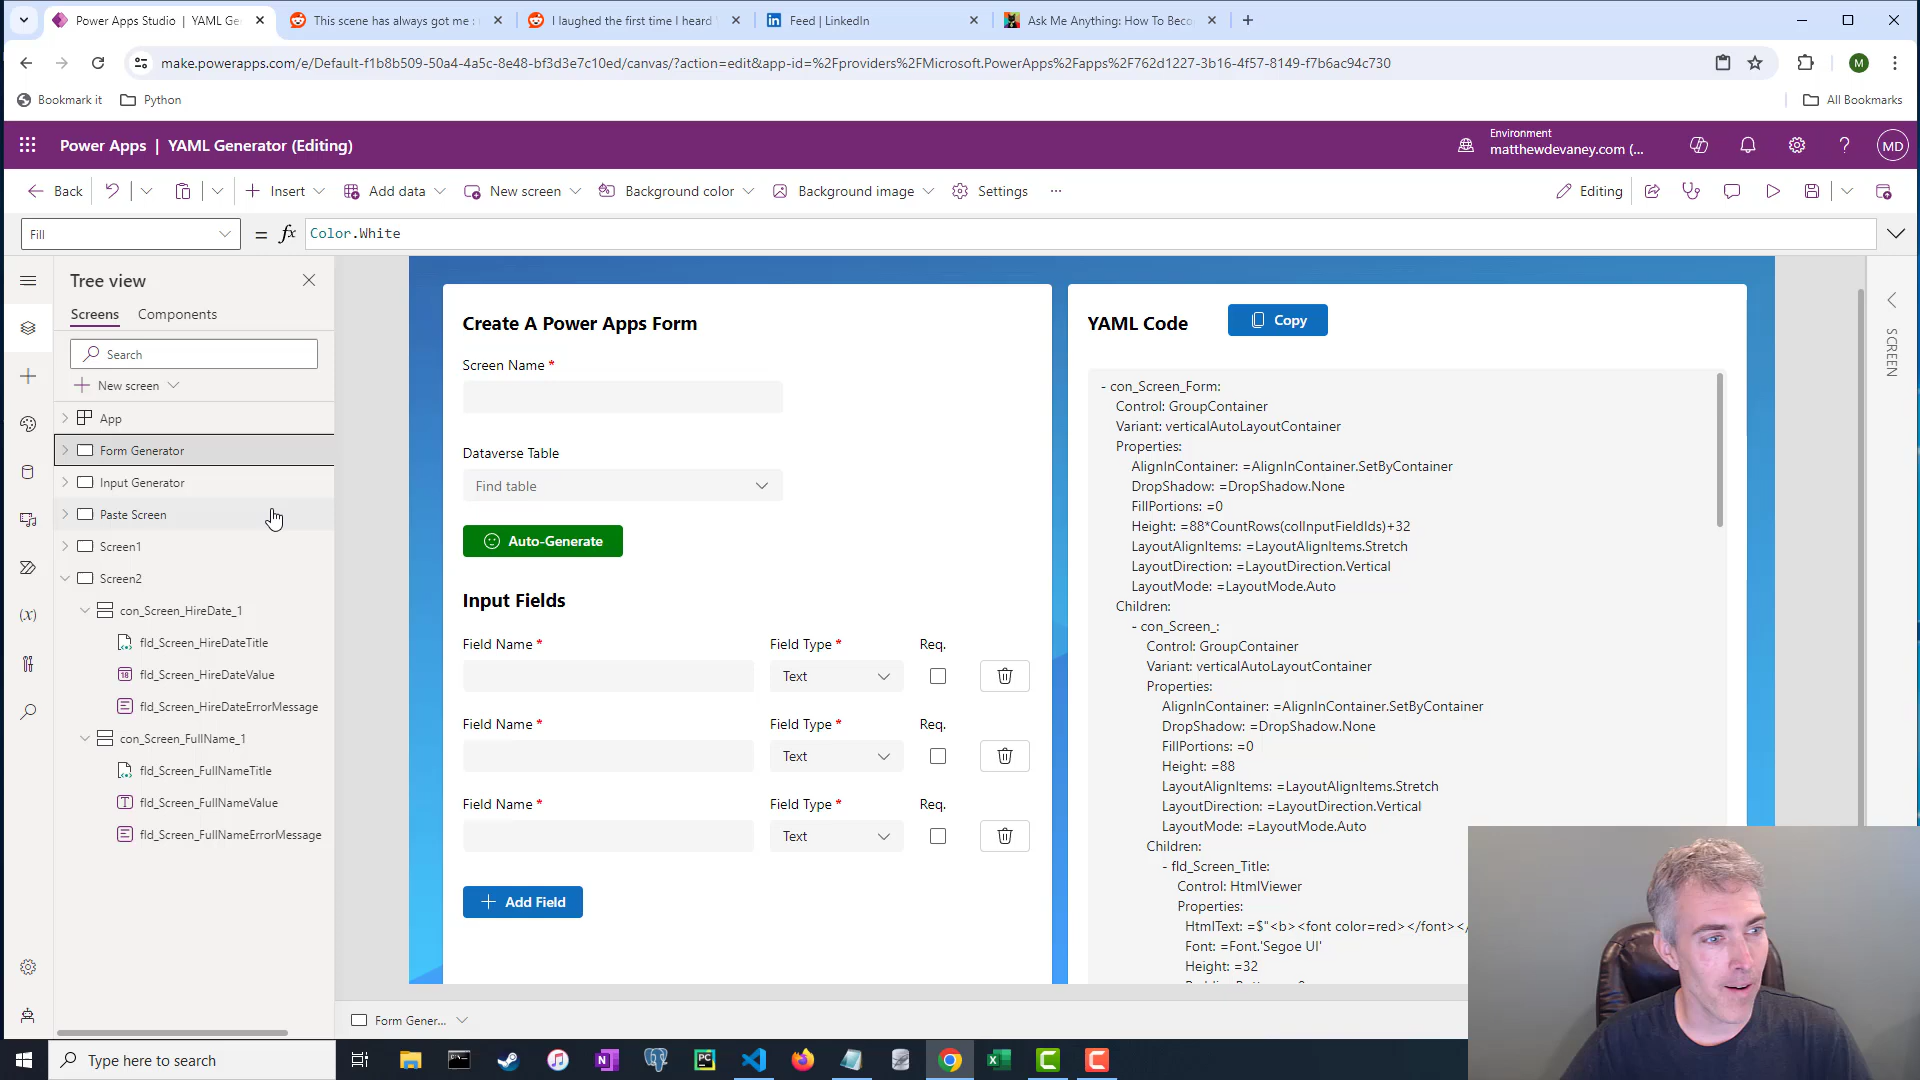 Power Apps Studio | YAML Ge
This scene has always got me :
I laughed the first time I heard
Feed | LinkedIn
Ask Me Anything: How To Beco
make.powerapps.com/e/Default-f1b8b509-50a4-4a5c-8e48-bf3d3e7c10ed/canvas/?action=edit&app-id=%2Fproviders%2FMicrosoft.PowerApps%2Fapps%2F762d1227-3b16-4f57-8149-f7b6ac94c730
M
Bookmark it
Python
All Bookmarks
Power Apps | YAML Generator (Editing)
Environment
matthewdevaney.com (...
MD
Back
Insert
Add data
New screen
Background color
Background image
Settings
Editing
Fill
= fx Color.White
Tree view
Screens
Components
Search
New screen
App
Form Generator
Input Generator
Paste Screen
Screen1
Screen2
con_Screen_HireDate_1
fld_Screen_HireDateTitle
fld_Screen_HireDateValue
fld_Screen_HireDateErrorMessage
con_Screen_FullName_1
fld_Screen_FullNameTitle
fld_Screen_FullNameValue
fld_Screen_FullNameErrorMessage
Create A Power Apps Form
Screen Name *
Dataverse Table
Find table
Auto-Generate
Input Fields
Field Name *
Field Type *
Req.
Text
Field Name *
Field Type *
Req.
Text
Field Name *
Field Type *
Req.
Text
Add Field
YAML Code
Copy
- con_Screen_Form:
Control: GroupContainer
Variant: verticalAutoLayoutContainer
Properties:
AlignInContainer: =AlignInContainer.SetByContainer
DropShadow: =DropShadow.None
FillPortions: =0
Height: =88*CountRows(colInputFieldIds)+32
LayoutAlignItems: =LayoutAlignItems.Stretch
LayoutDirection: =LayoutDirection.Vertical
LayoutMode: =LayoutMode.Auto
Children:
- con_Screen_:
Control: GroupContainer
Variant: verticalAutoLayoutContainer
Properties:
AlignInContainer: =AlignInContainer.SetByContainer
DropShadow: =DropShadow.None
FillPortions: =0
Height: =88
LayoutAlignItems: =LayoutAlignItems.Stretch
LayoutDirection: =LayoutDirection.Vertical
LayoutMode: =LayoutMode.Auto
Children:
- fld_Screen_Title:
Control: HtmlViewer
Properties:
HtmlText: =$"<b><font color=red></font></
Font: =Font.'Segoe UI'
Height: =32
SCREEN
Form Gener...
Type here to search